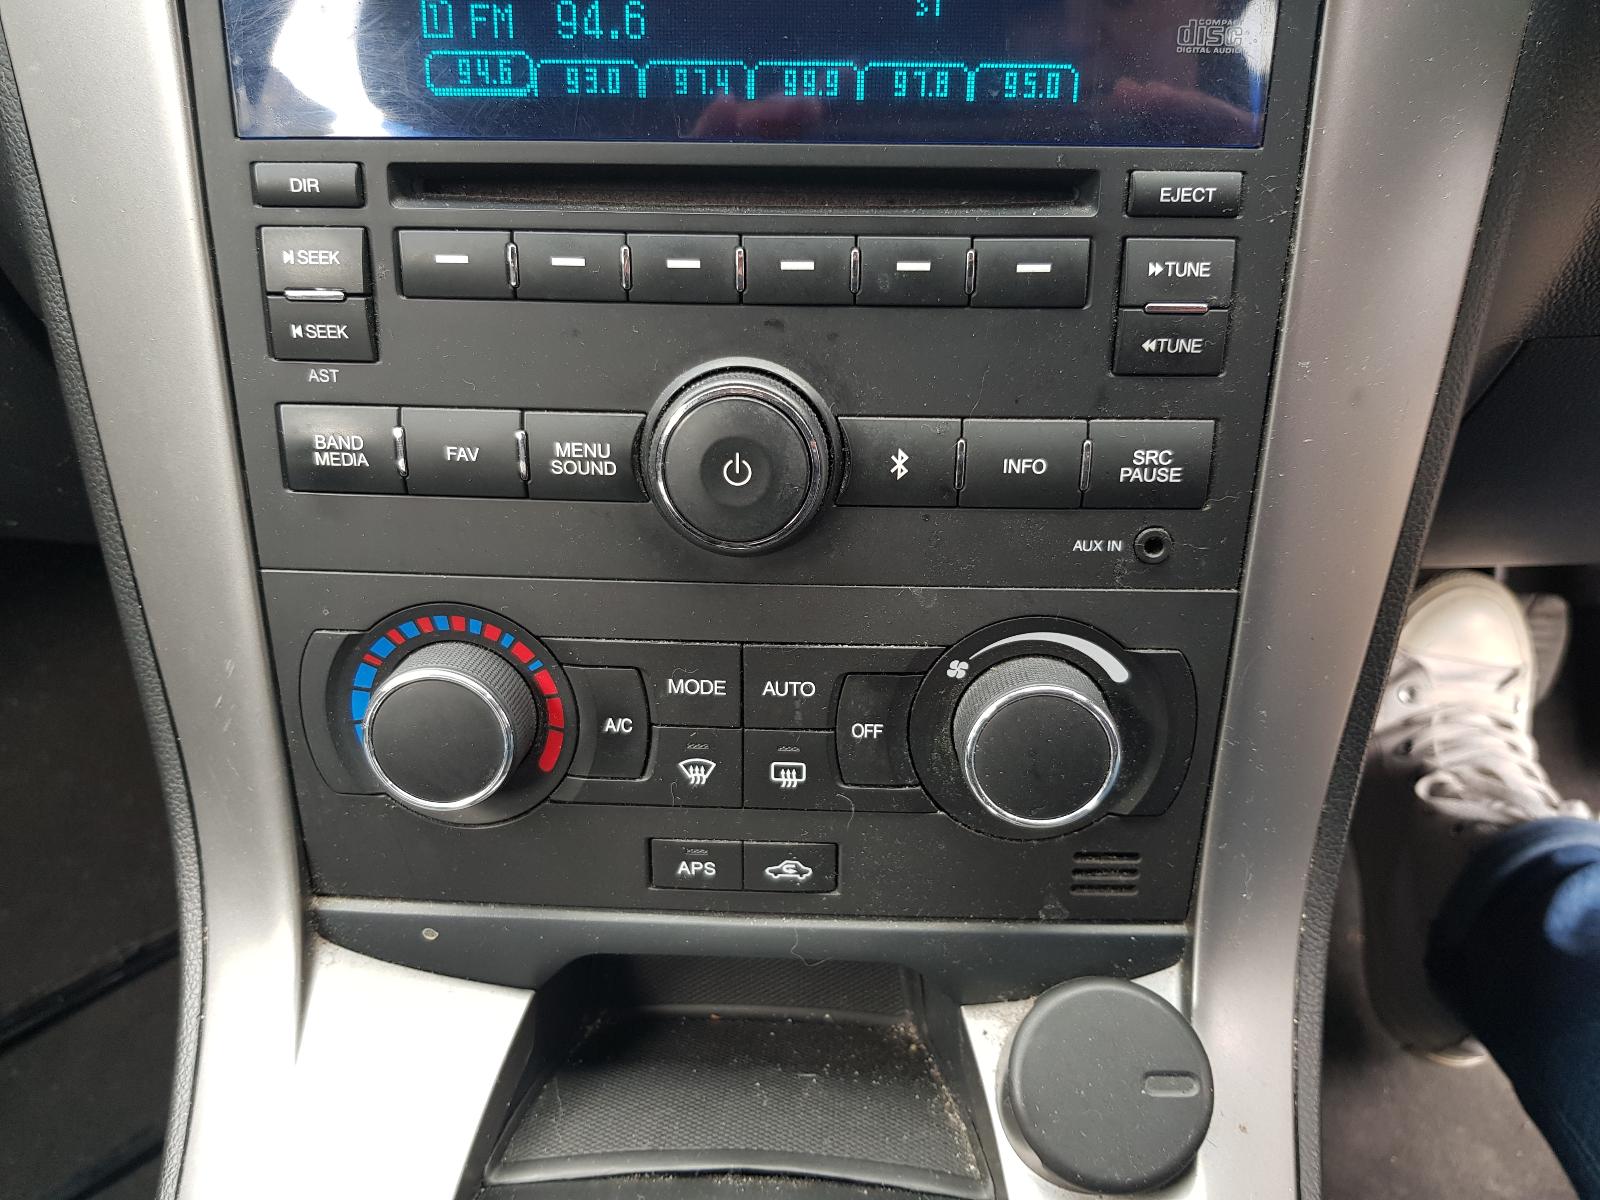 FM 94.6 ST
COMPACT
disc
DIGITAL AUDIO
94.6 93.0 97.4 99.9 97.8 95.0
DIR
EJECT
SEEK
TUNE
SEEK
TUNE
AST
BAND
MEDIA
FAV
MENU
SOUND
INFO
SRC
PAUSE
AUX IN
A/C
MODE
AUTO
OFF
APS